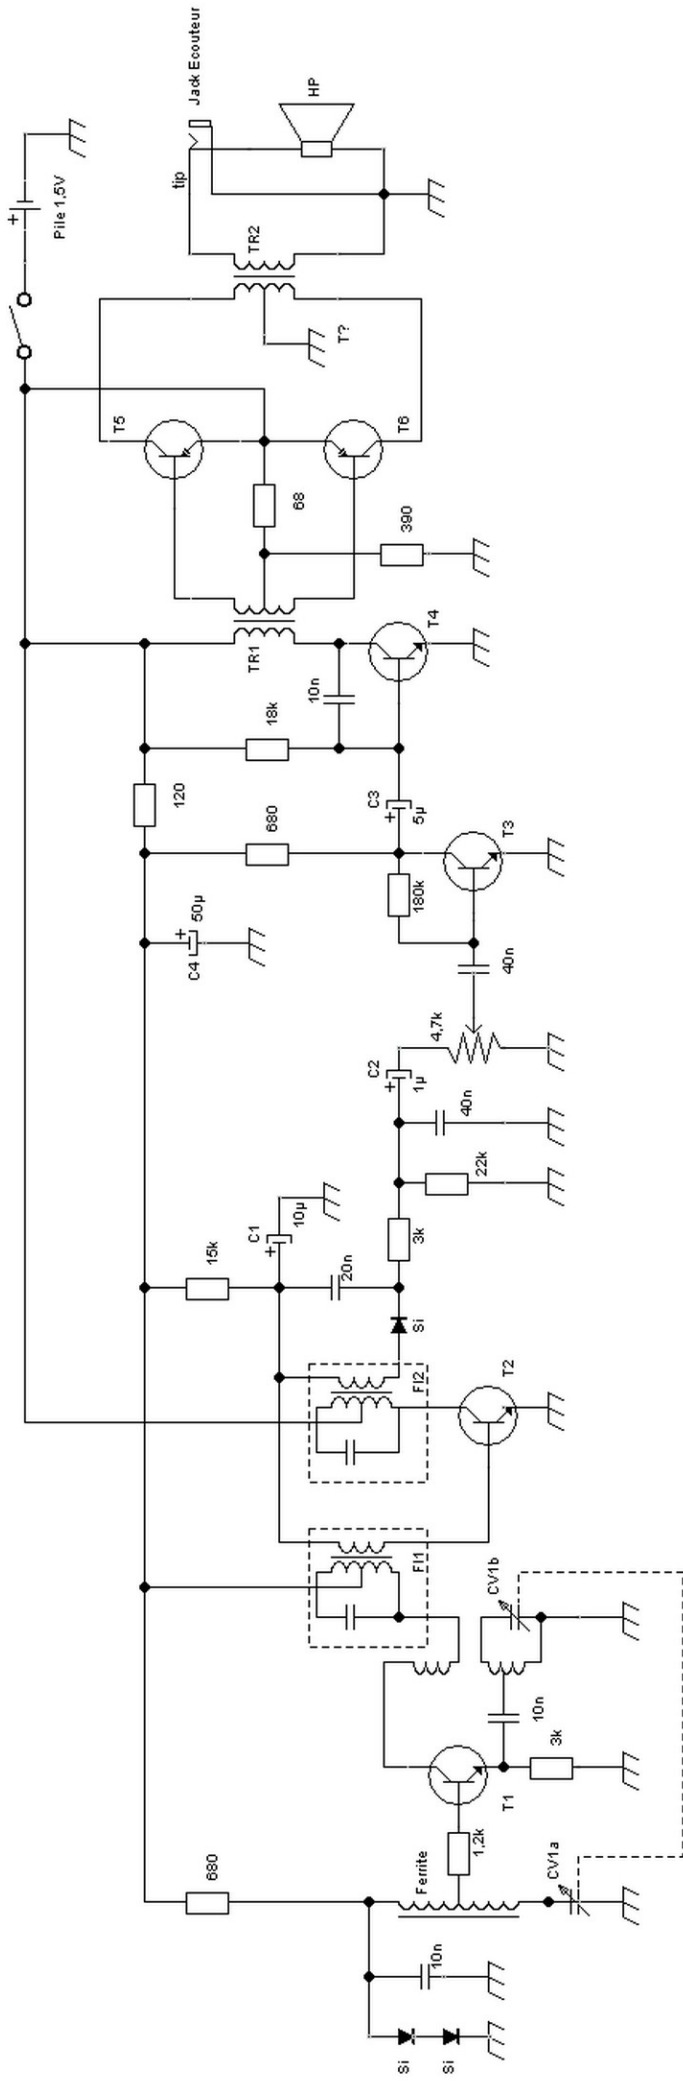 Si
Si
10n
680
Ferrite
CV1a
1,2k
T1
3k
10n
CV1b
FI1
FI2
T2
Si
15k
C1
10µ
20n
3k
22k
40n
C2
1µ
4,7k
40n
C4
50µ
180k
T3
680
C3
5µ
120
18k
10n
T4
TR1
390
68
T5
T6
T?
TR2
Pile 1,5V
+
+
+
+
+
tip
Jack Ecouteur
HP